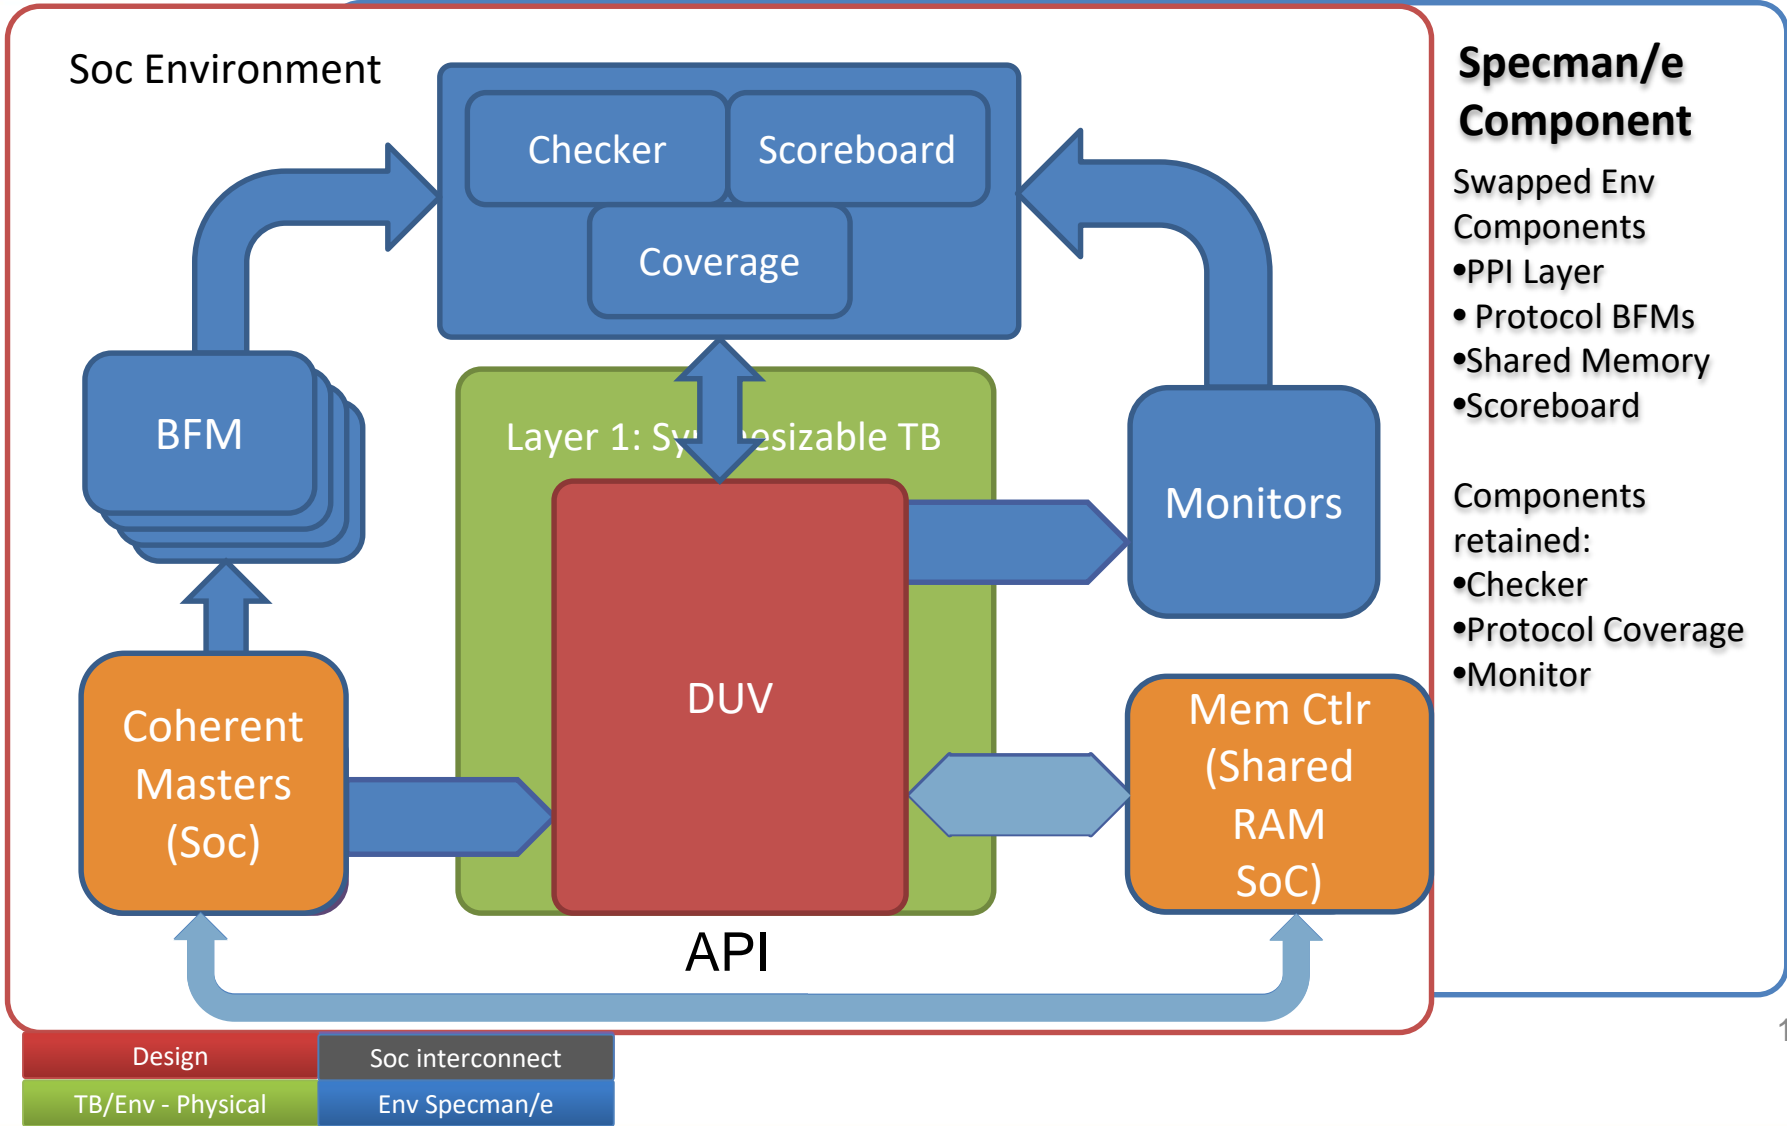 Soc Environment
Checker
Scoreboard
Coverage
BFM
Layer 1: Sy esizable TB
Monitors
DUV
Coherent
Masters
(Soc)
Mem Ctlr
(Shared
RAM
SoC)
API
Specman/e
Component
Swapped Env
Components
•PPI Layer
• Protocol BFMs
•Shared Memory
•Scoreboard
Components
retained:
•Checker
•Protocol Coverage
•Monitor
Design
Soc interconnect
TB/Env - Physical
Env Specman/e
1